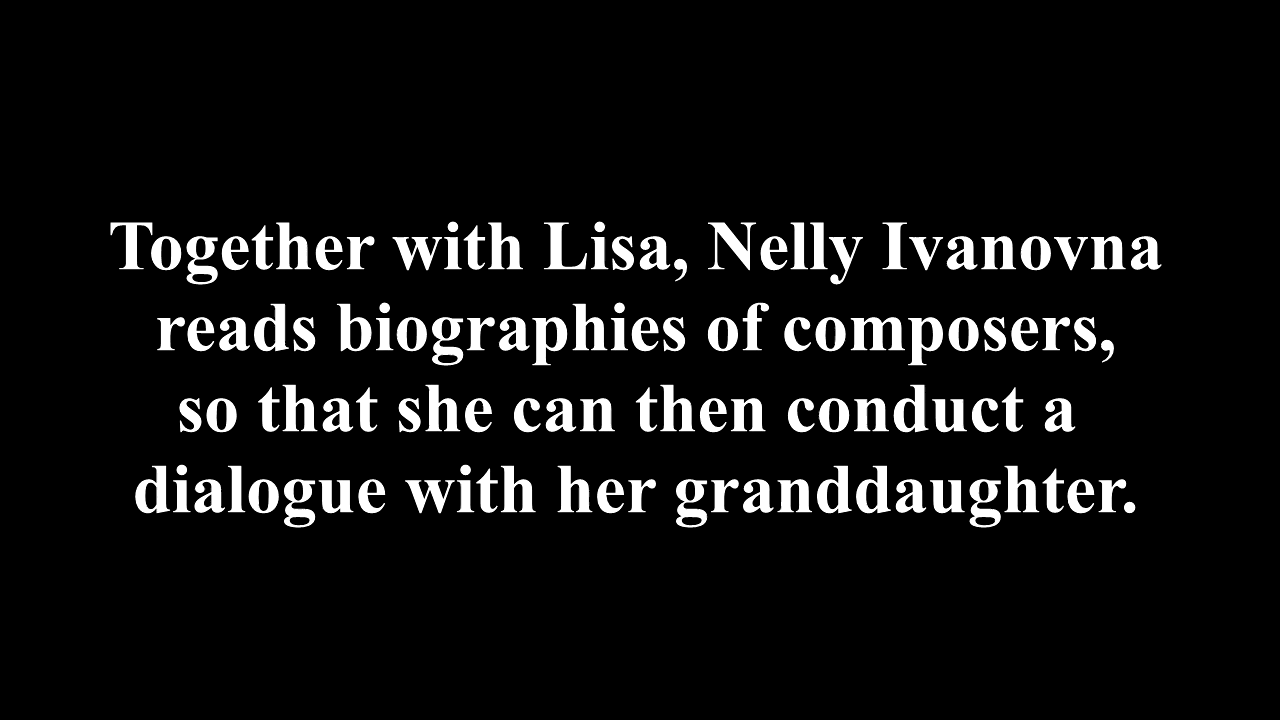 Together with Lisa, Nelly Ivanovna
reads biographies of composers,
so that she can then conduct a
dialogue with her granddaughter.